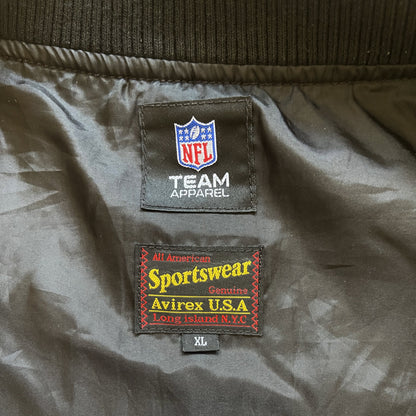 NFL
TEAM
APPAREL
All American
Sportswear
Genuine
Avirex U.S.A
Long island N.Y.C
XL